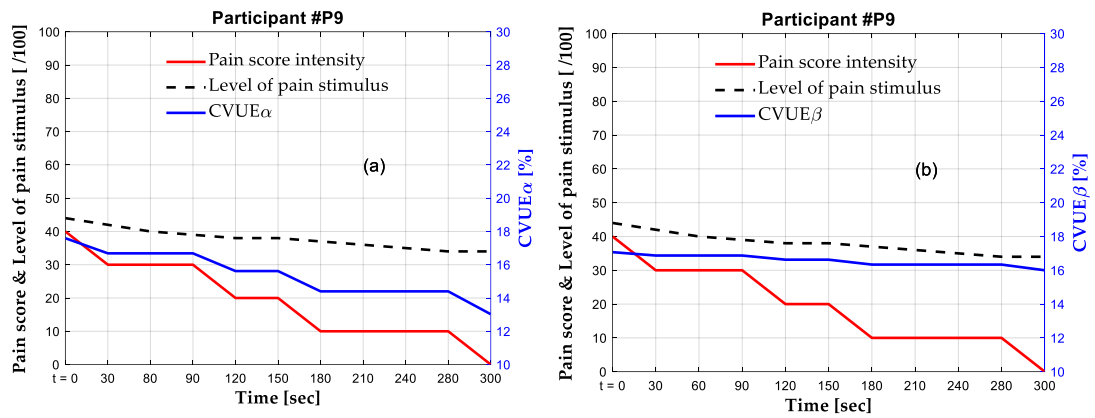 Participant #P9
Pain score & Level of pain stimulus [ /100]
100
90
80
70
60
50
40
30
20
10
0
Pain score intensity
Level of pain stimulus
CVUEα
(a)
30
28
26
24
22
20
18
16
14
12
10
CVUEα [%]
t = 0 30 80 90 120 150 180 210 240 280 300
Time [sec]
Participant #P9
Pain score & Level of pain stimulus [ /100]
100
90
80
70
60
50
40
30
20
10
0
Pain score intensity
Level of pain stimulus
CVUEβ
(b)
30
28
26
24
22
20
18
16
14
12
10
CVUEβ [%]
t = 0 30 80 90 120 150 180 210 240 280 300
Time [sec]